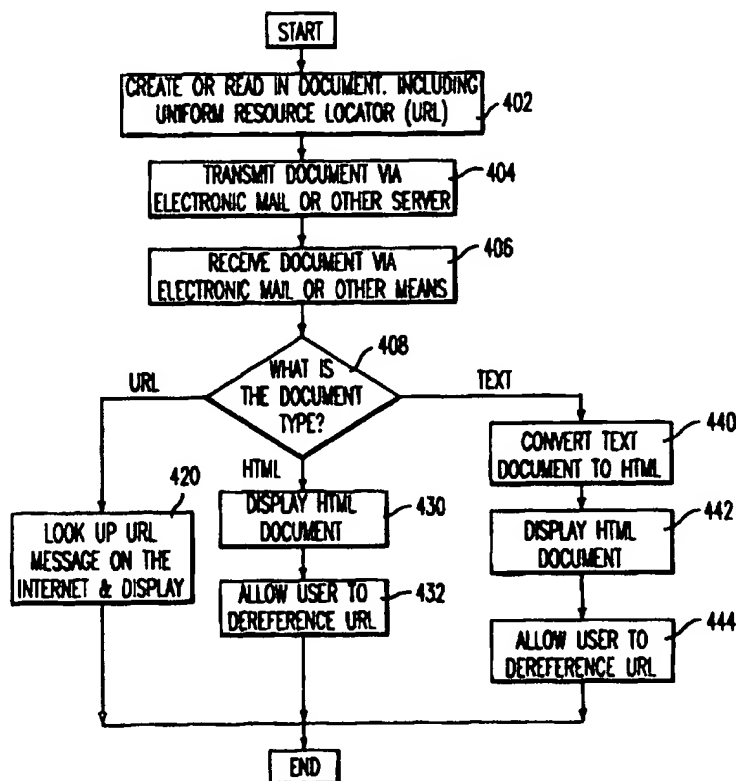 START
CREATE OR READ IN DOCUMENT. INCLUDING
UNIFORM RESOURCE LOCATOR (URL)
402
TRANSMIT DOCUMENT VIA
ELECTRONIC MAIL OR OTHER SERVER
404
RECEIVE DOCUMENT VIA
ELECTRONIC MAIL OR OTHER MEANS
406
WHAT IS
THE DOCUMENT
TYPE?
408
URL
HTML
TEXT
420
LOOK UP URL
MESSAGE ON THE
INTERNET & DISPLAY
DISPLAY HTML
DOCUMENT
430
ALLOW USER TO
DEREFERENCE URL
432
CONVERT TEXT
DOCUMENT TO HTML
440
DISPLAY HTML
DOCUMENT
442
ALLOW USER TO
DEREFERENCE URL
444
END